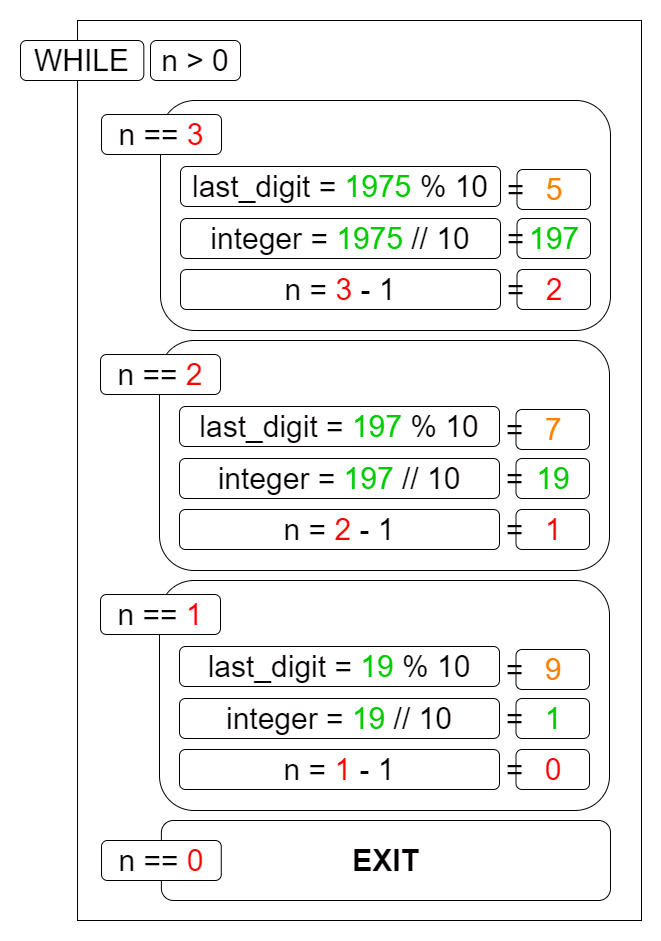 WHILE n > 0
n == 3
last_digit = 1975 % 10 = 5
integer = 1975 // 10 = 197
n = 3 - 1 = 2
n == 2
last_digit = 197 % 10 = 7
integer = 197 // 10 = 19
n = 2 - 1 = 1
n == 1
last_digit = 19 % 10 = 9
integer = 19 // 10 = 1
n = 1 - 1 = 0
n == 0 EXIT